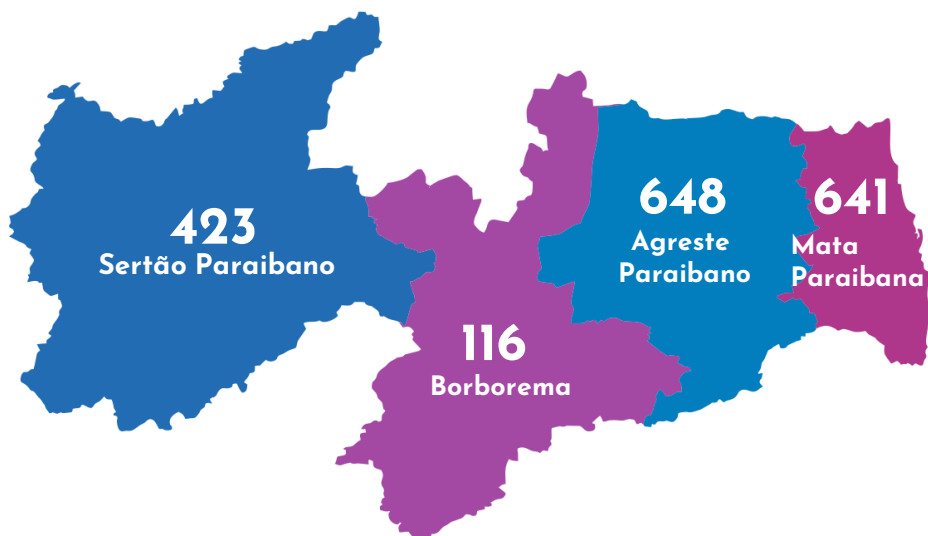 423
Sertão Paraibano
116
Borborema
648
Agreste
Paraibano
641
Mata
Paraibana